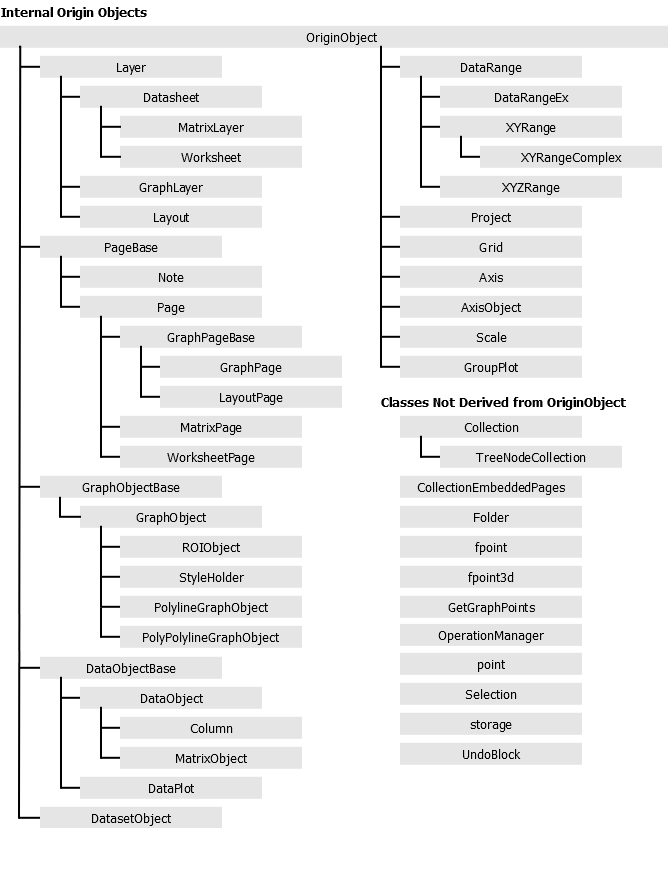 Internal Origin Objects
OriginObject
Layer
Datasheet
MatrixLayer
Worksheet
GraphLayer
Layout
PageBase
Note
Page
GraphPageBase
GraphPage
LayoutPage
MatrixPage
WorksheetPage
GraphObjectBase
GraphObject
ROIObject
StyleHolder
PolylineGraphObject
PolyPolylineGraphObject
DataObjectBase
DataObject
Column
MatrixObject
DataPlot
DatasetObject
DataRange
DataRangeEx
XYRange
XYRangeComplex
XYZRange
Project
Grid
Axis
AxisObject
Scale
GroupPlot
Classes Not Derived from OriginObject
Collection
TreeNodeCollection
CollectionEmbeddedPages
Folder
fpoint
fpoint3d
GetGraphPoints
OperationManager
point
Selection
storage
UndoBlock